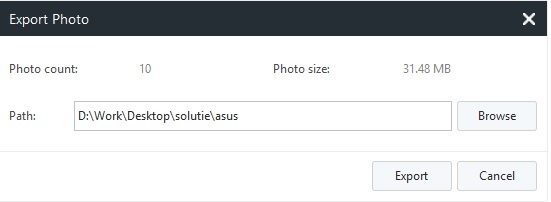 Export Photo
Photo count: 10 Photo size: 31.48 MB
Path: D:\Work\Desktop\solutie\asus Browse
Export Cancel